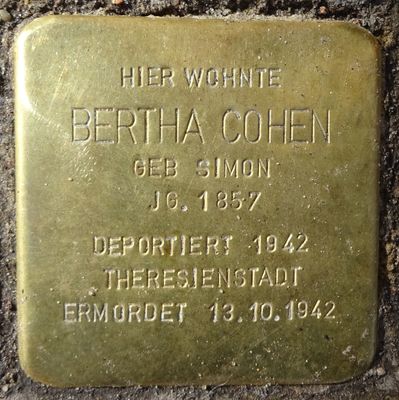 HIER WOHNTE
BERTHA COHEN
GEB SIMON
JG. 1857
DEPORTIERT 1942
THERESIENSTADT
ERMORDET 13.10.1942